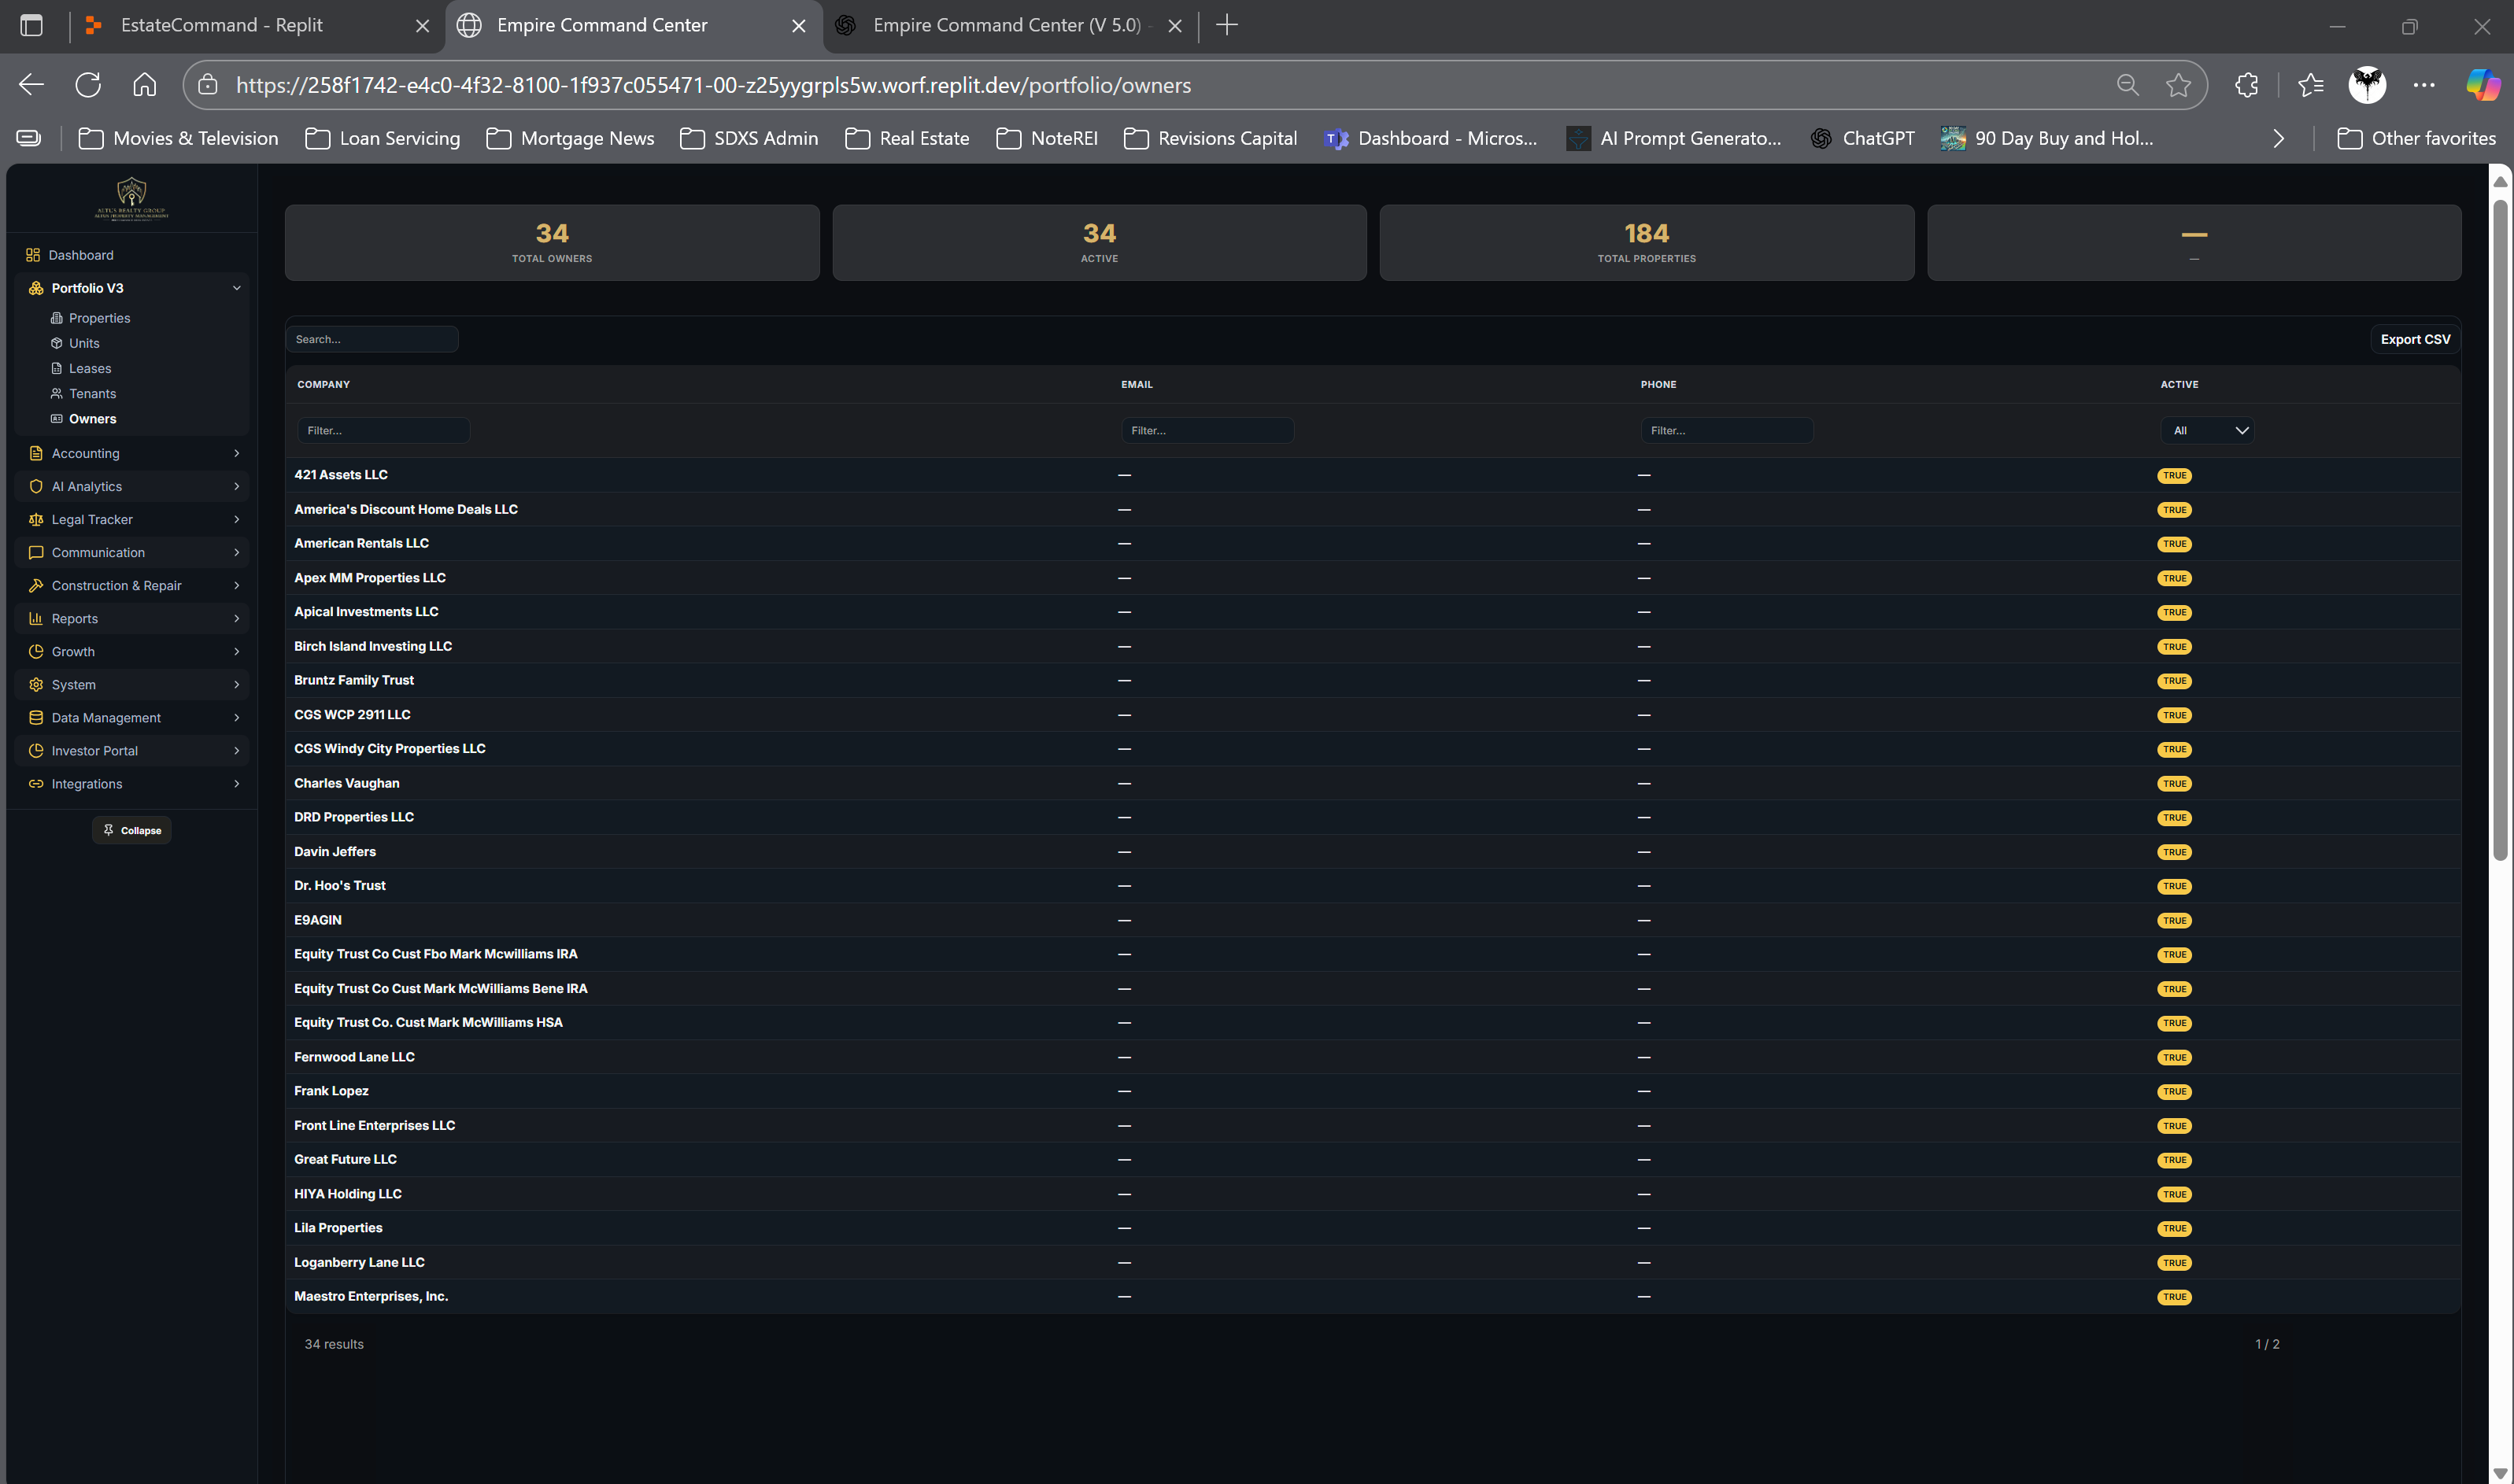 EstateCommand - Replit
Empire Command Center
Empire Command Center (V 5.0) -
https://258f1742-e4c0-4f32-8100-1f937c055471-00-z25yygrpls5w.worf.replit.dev/portfolio/owners
Movies & Television
Loan Servicing
Mortgage News
SDXS Admin
Real Estate
NoteREI
Revisions Capital
Dashboard - Micros...
AI Prompt Generato...
ChatGPT
90 Day Buy and Hol...
Other favorites
ALTUS REALTY GROUP
Dashboard
Portfolio V3
Properties
Units
Leases
Tenants
Owners
Accounting
AI Analytics
Legal Tracker
Communication
Construction & Repair
Reports
Growth
System
Data Management
Investor Portal
Integrations
Collapse
34
TOTAL OWNERS
34
ACTIVE
184
TOTAL PROPERTIES
—
—
Search...
Export CSV
COMPANY EMAIL PHONE ACTIVE
Filter... Filter... Filter... All
421 Assets LLC — — TRUE
America's Discount Home Deals LLC — — TRUE
American Rentals LLC — — TRUE
Apex MM Properties LLC — — TRUE
Apical Investments LLC — — TRUE
Birch Island Investing LLC — — TRUE
Bruntz Family Trust — — TRUE
CGS WCP 2911 LLC — — TRUE
CGS Windy City Properties LLC — — TRUE
Charles Vaughan — — TRUE
DRD Properties LLC — — TRUE
Davin Jeffers — — TRUE
Dr. Hoo's Trust — — TRUE
E9AGIN — — TRUE
Equity Trust Co Cust Fbo Mark Mcwilliams IRA — — TRUE
Equity Trust Co Cust Mark McWilliams Bene IRA — — TRUE
Equity Trust Co. Cust Mark McWilliams HSA — — TRUE
Fernwood Lane LLC — — TRUE
Frank Lopez — — TRUE
Front Line Enterprises LLC — — TRUE
Great Future LLC — — TRUE
HIYA Holding LLC — — TRUE
Lila Properties — — TRUE
Loganberry Lane LLC — — TRUE
Maestro Enterprises, Inc. — — TRUE
34 results
1 / 2